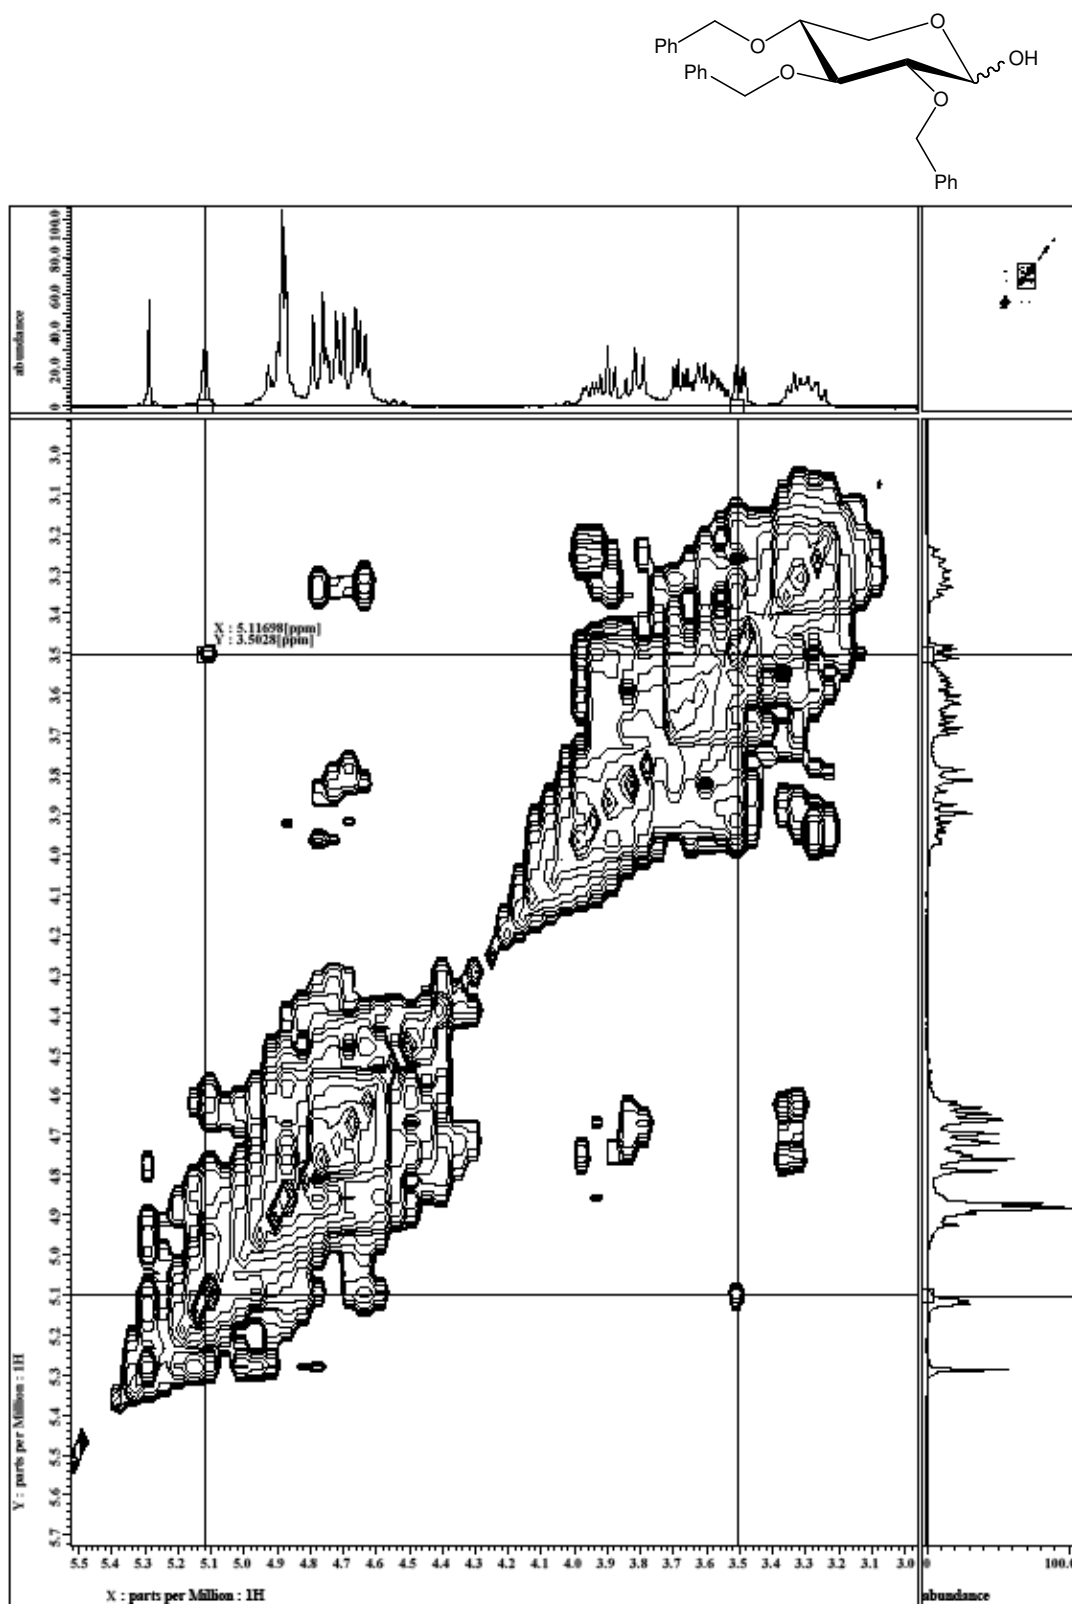 O
Ph
O
OH
Ph
O
O
Ph
abundance
0 20.0 40.0 60.0 80.0 100.0
X : 5.11698[ppm]
Y : 3.5028[ppm]
3.0
3.1
3.2
3.3
3.4
3.5
3.6
3.7
3.8
3.9
4.0
4.1
4.2
4.3
4.4
4.5
4.6
4.7
4.8
4.9
5.0
5.1
5.2
5.3
5.4
5.5
5.6
5.7
Y : parts per Million : 1H
5.5 5.4 5.3 5.2 5.1 5.0 4.9 4.8 4.7 4.6 4.5 4.4 4.3 4.2 4.1 4.0 3.9 3.8 3.7 3.6 3.5 3.4 3.3 3.2 3.1 3.0 0
X : parts per Million : 1H
abundance